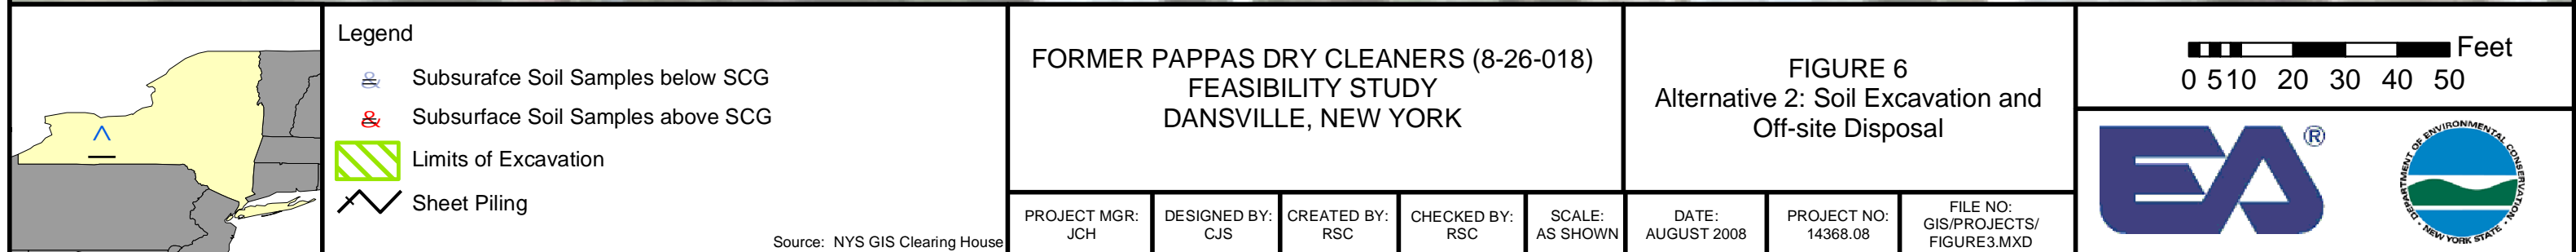 Legend
& Subsurafce Soil Samples below SCG
& Subsurface Soil Samples above SCG
Limits of Excavation
Sheet Piling
Source: NYS GIS Clearing House
FORMER PAPPAS DRY CLEANERS (8-26-018)
FEASIBILITY STUDY
DANSVILLE, NEW YORK
FIGURE 6
Alternative 2: Soil Excavation and
Off-site Disposal
Feet
0 5 10 20 30 40 50
PROJECT MGR:
JCH
DESIGNED BY:
CJS
CREATED BY:
RSC
CHECKED BY:
RSC
SCALE:
AS SHOWN
DATE:
AUGUST 2008
PROJECT NO:
14368.08
FILE NO:
GIS/PROJECTS/
FIGURE3.MXD
EA®
DEPARTMENT OF ENVIRONMENTAL CONSERVATION
NEW YORK STATE